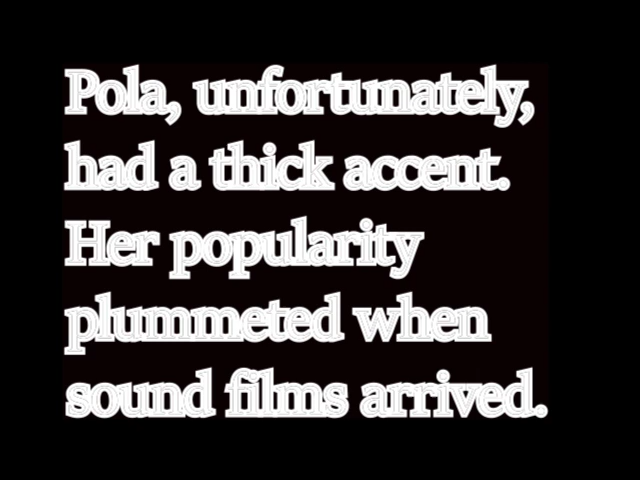 Pola, unfortunately,
had a thick accent.
Her popularity
plummeted when
sound films arrived.